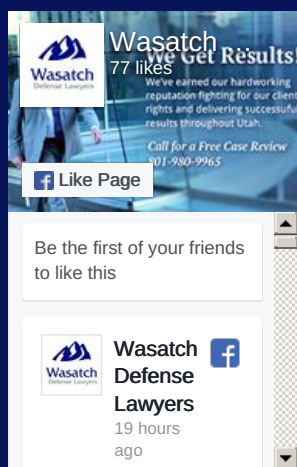 Wasatch
Defense Lawyers
Wasatch ...
77 likes
We Get Results!
We've earned our hardworking
reputation fighting for our client
rights and delivering successfu
results throughout Utah.
Call for a Free Case Review
801-980-9965
Like Page
Be the first of your friends
to like this
Wasatch
Defense Lawyers
Wasatch
Defense
Lawyers
19 hours
ago